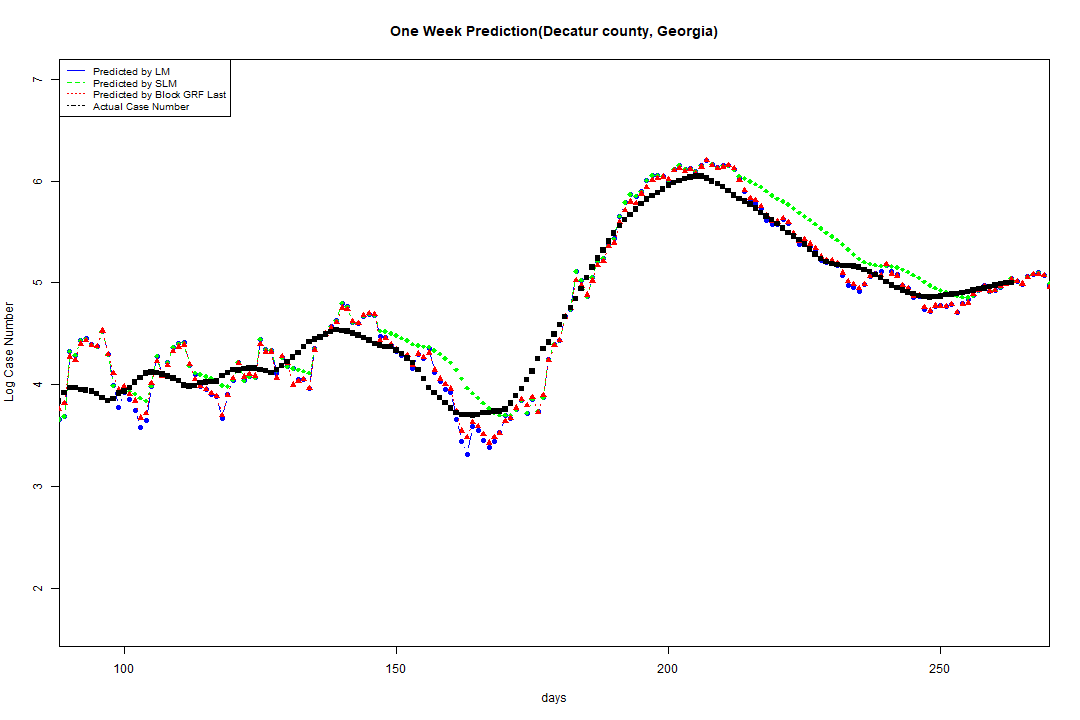 One Week Prediction(Decatur county, Georgia)
Predicted by LM
Predicted by SLM
Predicted by Block GRF Last
Actual Case Number
Log Case Number
7
6
5
4
3
2
100 150 200 250
days